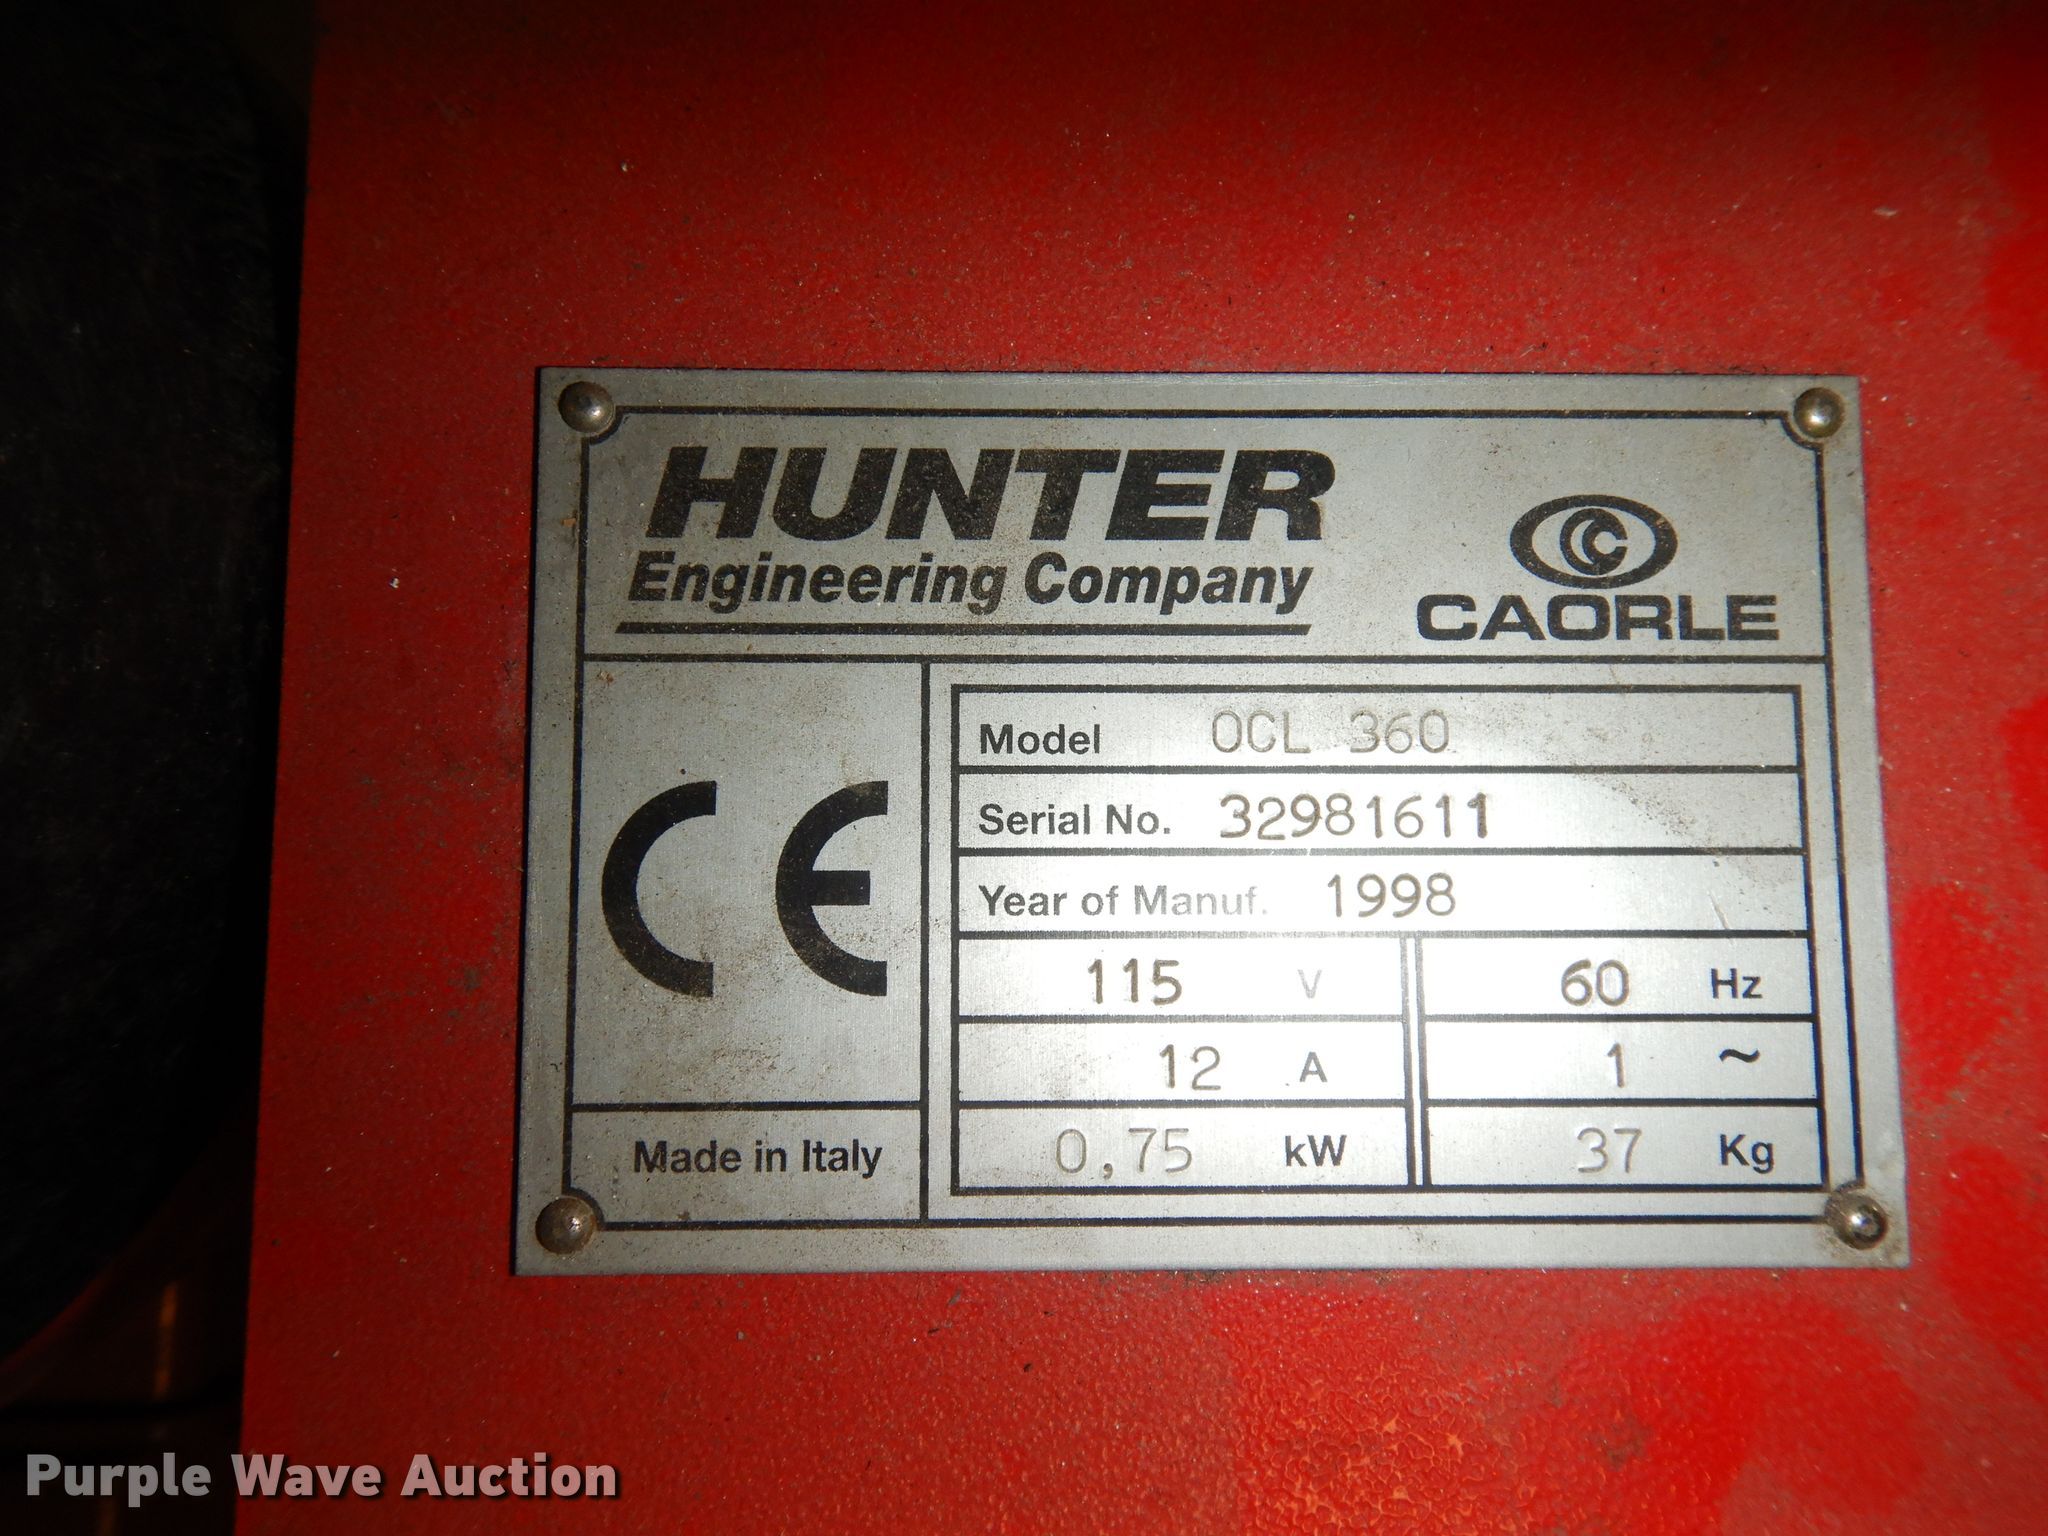 HUNTER
Engineering Company
CAORLE
CE
Model OCL 360
Serial No. 32981611
Year of Manuf. 1998
115 V 60 Hz
12 A 1 ~
0,75 kW 37 Kg
Made in Italy
Purple Wave Auction